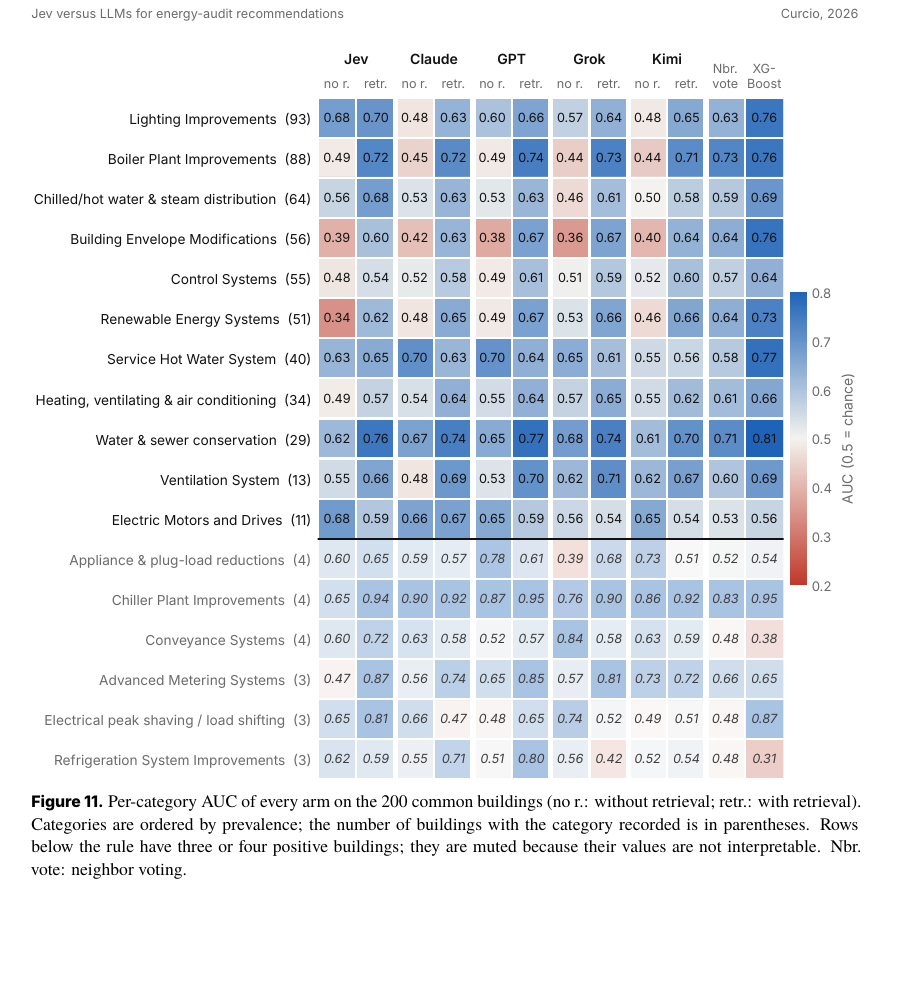 Jev versus LLMs for energy-audit recommendations
Curcio, 2026
Jev Claude GPT Grok Kimi Nbr. vote XG-Boost
no r. retr. no r. retr. no r. retr. no r. retr. no r. retr.
Lighting Improvements (93) 0.68 0.70 0.48 0.63 0.60 0.66 0.57 0.64 0.48 0.65 0.63 0.76
Boiler Plant Improvements (88) 0.49 0.72 0.45 0.72 0.49 0.74 0.44 0.73 0.44 0.71 0.73 0.76
Chilled/hot water & steam distribution (64) 0.56 0.68 0.53 0.63 0.53 0.63 0.46 0.61 0.50 0.58 0.59 0.69
Building Envelope Modifications (56) 0.39 0.60 0.42 0.63 0.38 0.67 0.36 0.67 0.40 0.64 0.64 0.76
Control Systems (55) 0.48 0.54 0.52 0.58 0.49 0.61 0.51 0.59 0.52 0.60 0.57 0.64
Renewable Energy Systems (51) 0.34 0.62 0.48 0.65 0.49 0.67 0.53 0.66 0.46 0.66 0.64 0.73
Service Hot Water System (40) 0.63 0.65 0.70 0.63 0.70 0.64 0.65 0.61 0.55 0.56 0.58 0.77
Heating, ventilating & air conditioning (34) 0.49 0.57 0.54 0.64 0.55 0.64 0.57 0.65 0.55 0.62 0.61 0.66
Water & sewer conservation (29) 0.62 0.76 0.67 0.74 0.65 0.77 0.68 0.74 0.61 0.70 0.71 0.81
Ventilation System (13) 0.55 0.66 0.48 0.69 0.53 0.70 0.62 0.71 0.62 0.67 0.60 0.69
Electric Motors and Drives (11) 0.68 0.59 0.66 0.67 0.65 0.59 0.56 0.54 0.65 0.54 0.53 0.56
Appliance & plug-load reductions (4) 0.60 0.65 0.59 0.57 0.78 0.61 0.39 0.68 0.73 0.51 0.52 0.54
Chiller Plant Improvements (4) 0.65 0.94 0.90 0.92 0.87 0.95 0.76 0.90 0.86 0.92 0.83 0.95
Conveyance Systems (4) 0.60 0.72 0.63 0.58 0.52 0.57 0.84 0.58 0.63 0.59 0.48 0.38
Advanced Metering Systems (3) 0.47 0.87 0.56 0.74 0.65 0.85 0.57 0.81 0.73 0.72 0.66 0.65
Electrical peak shaving / load shifting (3) 0.65 0.81 0.66 0.47 0.48 0.65 0.74 0.52 0.49 0.51 0.48 0.87
Refrigeration System Improvements (3) 0.62 0.59 0.55 0.71 0.51 0.80 0.56 0.42 0.52 0.54 0.48 0.31
0.8
0.7
0.6
0.5
0.4
0.3
0.2
AUC (0.5 = chance)
Figure 11. Per-category AUC of every arm on the 200 common buildings (no r.: without retrieval; retr.: with retrieval).
Categories are ordered by prevalence; the number of buildings with the category recorded is in parentheses. Rows
below the rule have three or four positive buildings; they are muted because their values are not interpretable. Nbr.
vote: neighbor voting.